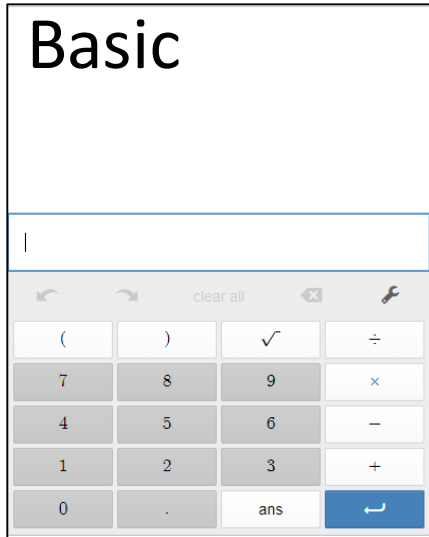 Basic
clear all
( ) √ ÷
7 8 9 ×
4 5 6 −
1 2 3 +
0 . ans